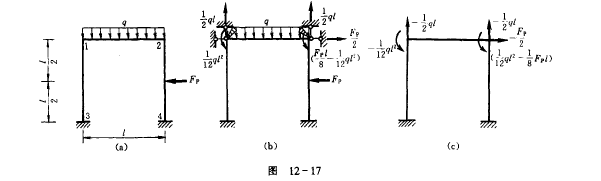 q
1
2
l/2
l/2
F_P
3
4
l
(a)
1/2 ql
q
1/2 ql
F_P/2
1/12 ql²
(F_P l/8 - 1/12 ql²)
F_P
(b)
-1/2 ql
-1/2 ql
-F_P/2
-1/12 ql²
(1/12 ql² - 1/8 F_P l)
(c)
图 12-17